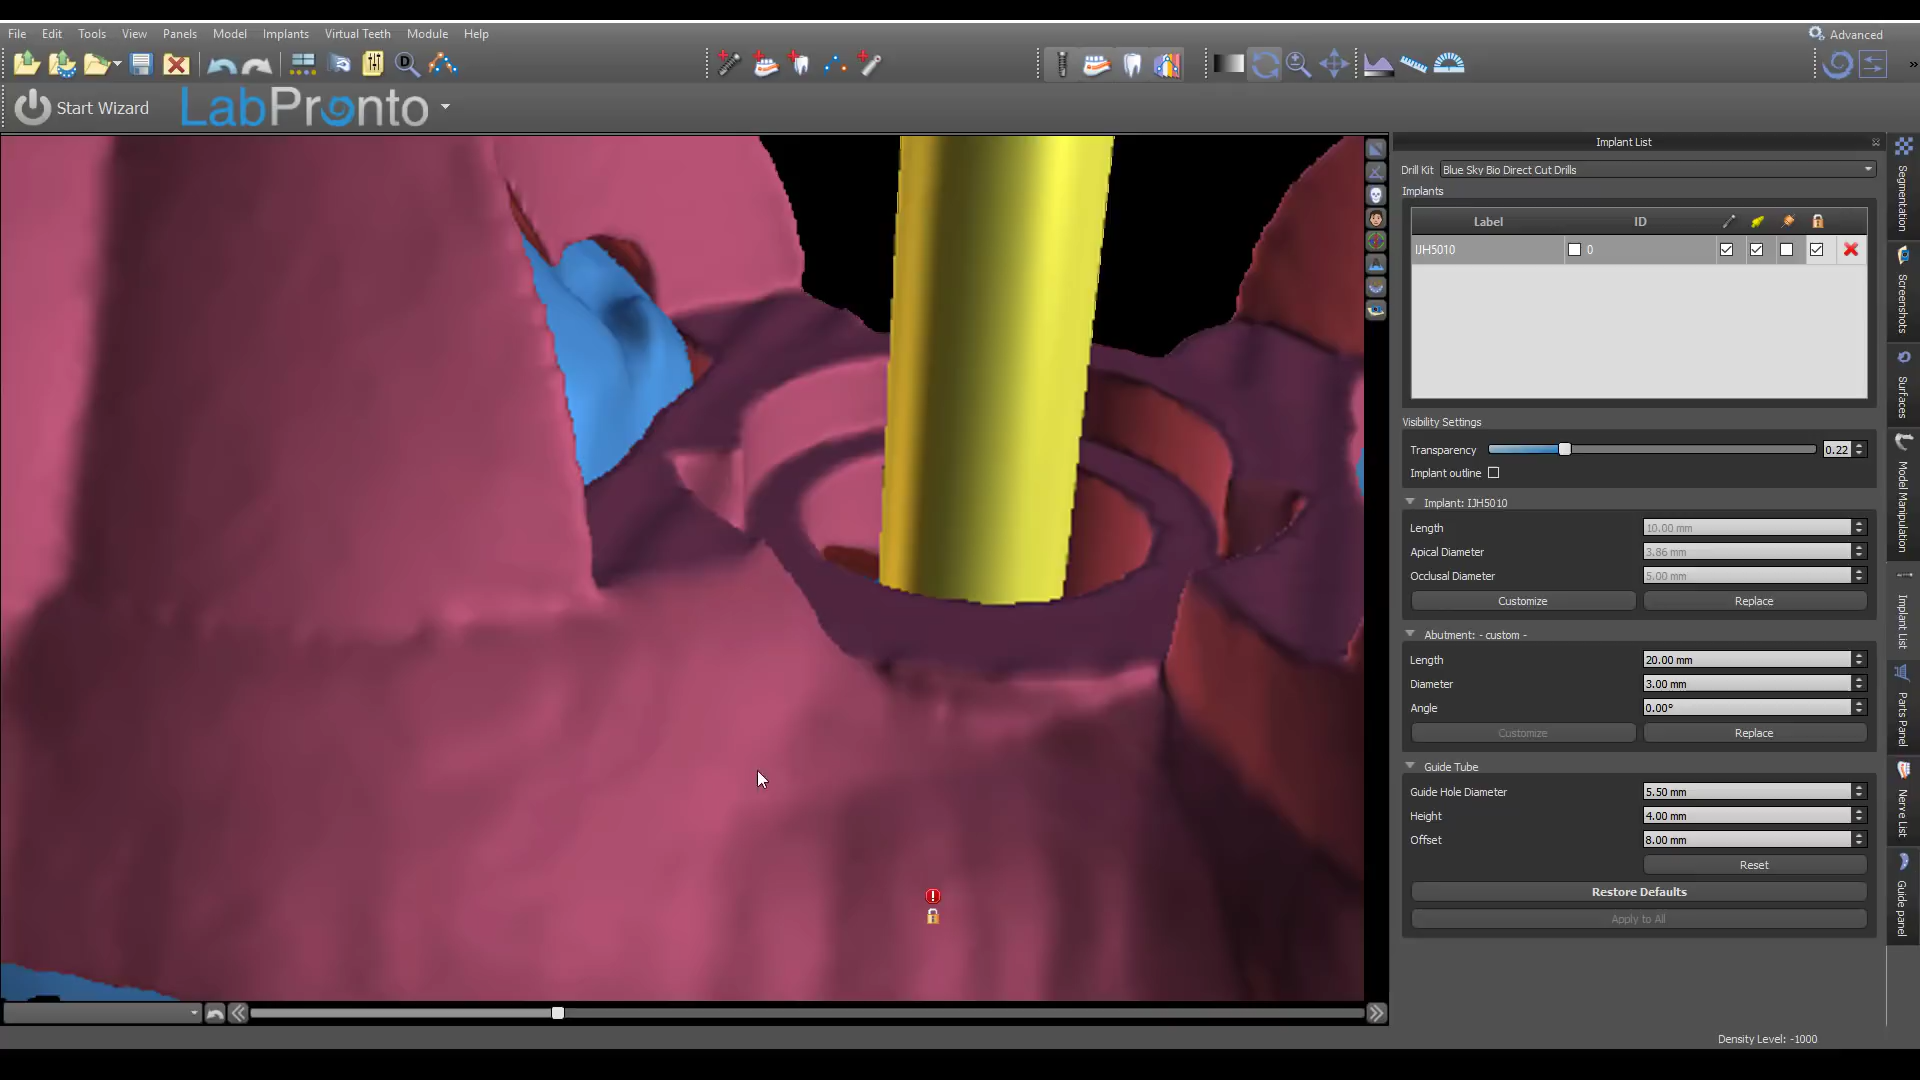 File Edit Tools View Panels Model Implants Virtual Teeth Module Help
Advanced
D
»
Start Wizard LabPronto
Implant List
Drill Kit Blue Sky Bio Direct Cut Drills
Implants
Label ID
IJH5010 0
Visibility Settings
Transparency 0.22
Implant outline
Implant: IJH5010
Length 10.00 mm
Apical Diameter 3.86 mm
Occlusal Diameter 5.00 mm
Customize Replace
Abutment: - custom -
Length 20.00 mm
Diameter 3.00 mm
Angle 0.00°
Customize Replace
Guide Tube
Guide Hole Diameter 5.50 mm
Height 4.00 mm
Offset 8.00 mm
Reset
Restore Defaults
Apply to All
Segmentation
Screenshots
Surfaces
Model Manipulation
Implant List
Parts Panel
Nerve List
Guide panel
Density Level: -1000